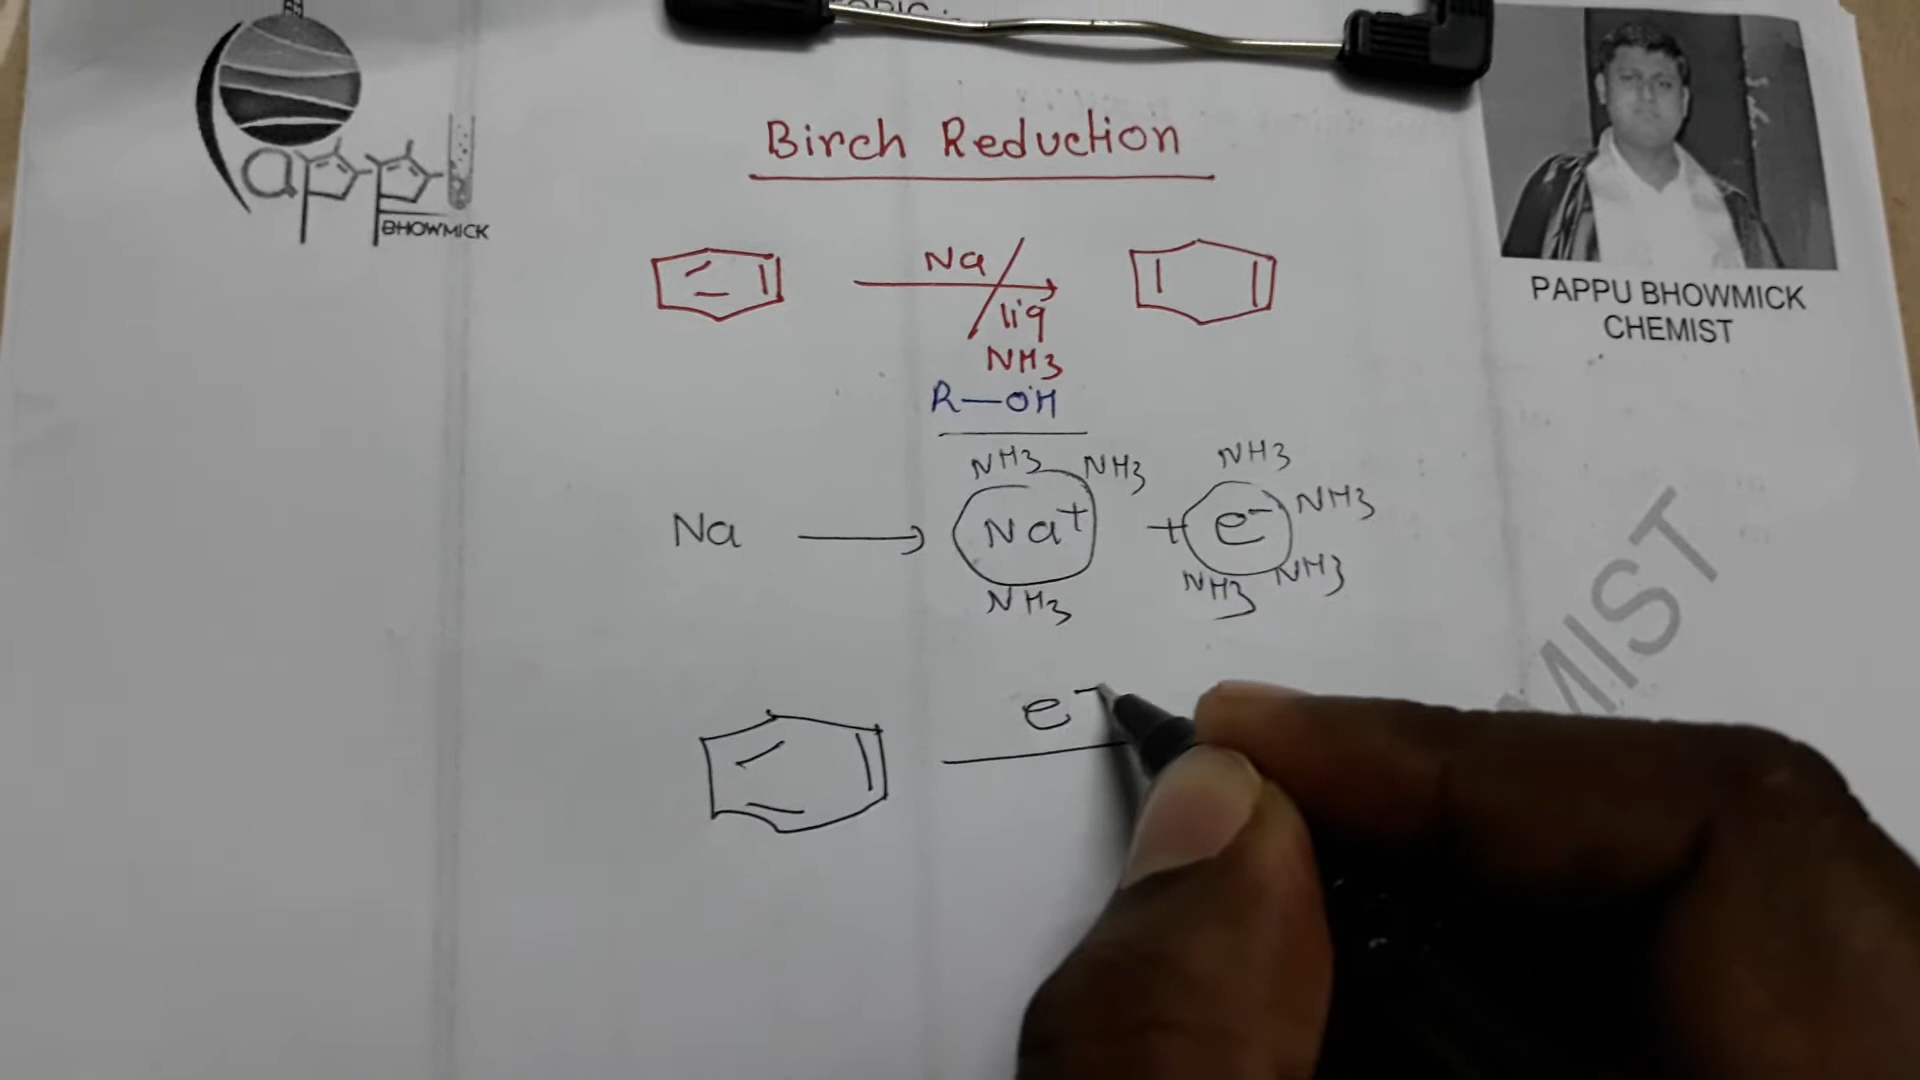 BHOWMICK
Birch Reduction
PAPPU BHOWMICK
CHEMIST
Na
liq
NH3
R—OH
NH3 NH3 NH3
Na → Na+ + e- NH3
NH3 NH3 NH3
e-
MIST